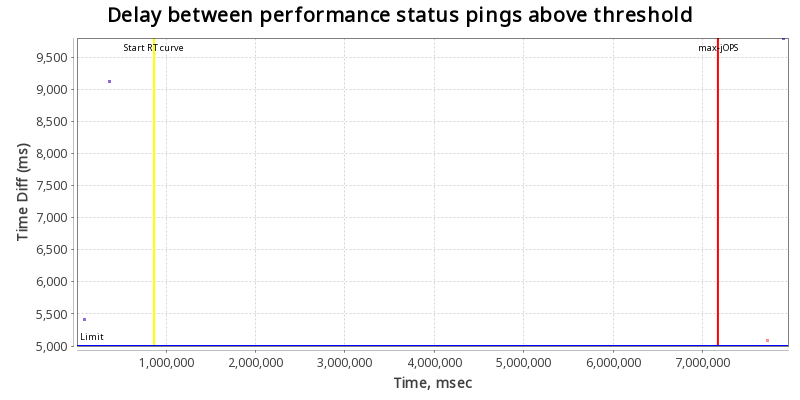 Delay between performance status pings above threshold
Start RT curve
max-jOPS
9,500
9,000
8,500
8,000
7,500
7,000
6,500
6,000
5,500
5,000
Time Diff (ms)
Limit
1,000,000
2,000,000
3,000,000
4,000,000
5,000,000
6,000,000
7,000,000
Time, msec